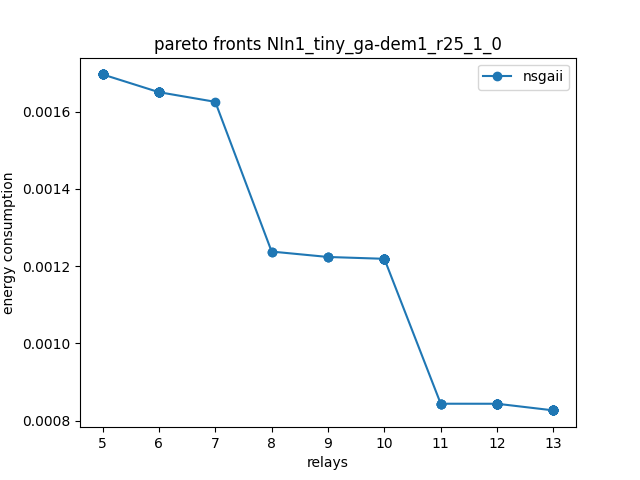 pareto fronts NIn1_tiny_ga-dem1_r25_1_0
nsgaii
0.0016
0.0014
0.0012
0.0010
0.0008
energy consumption
5 6 7 8 9 10 11 12 13
relays